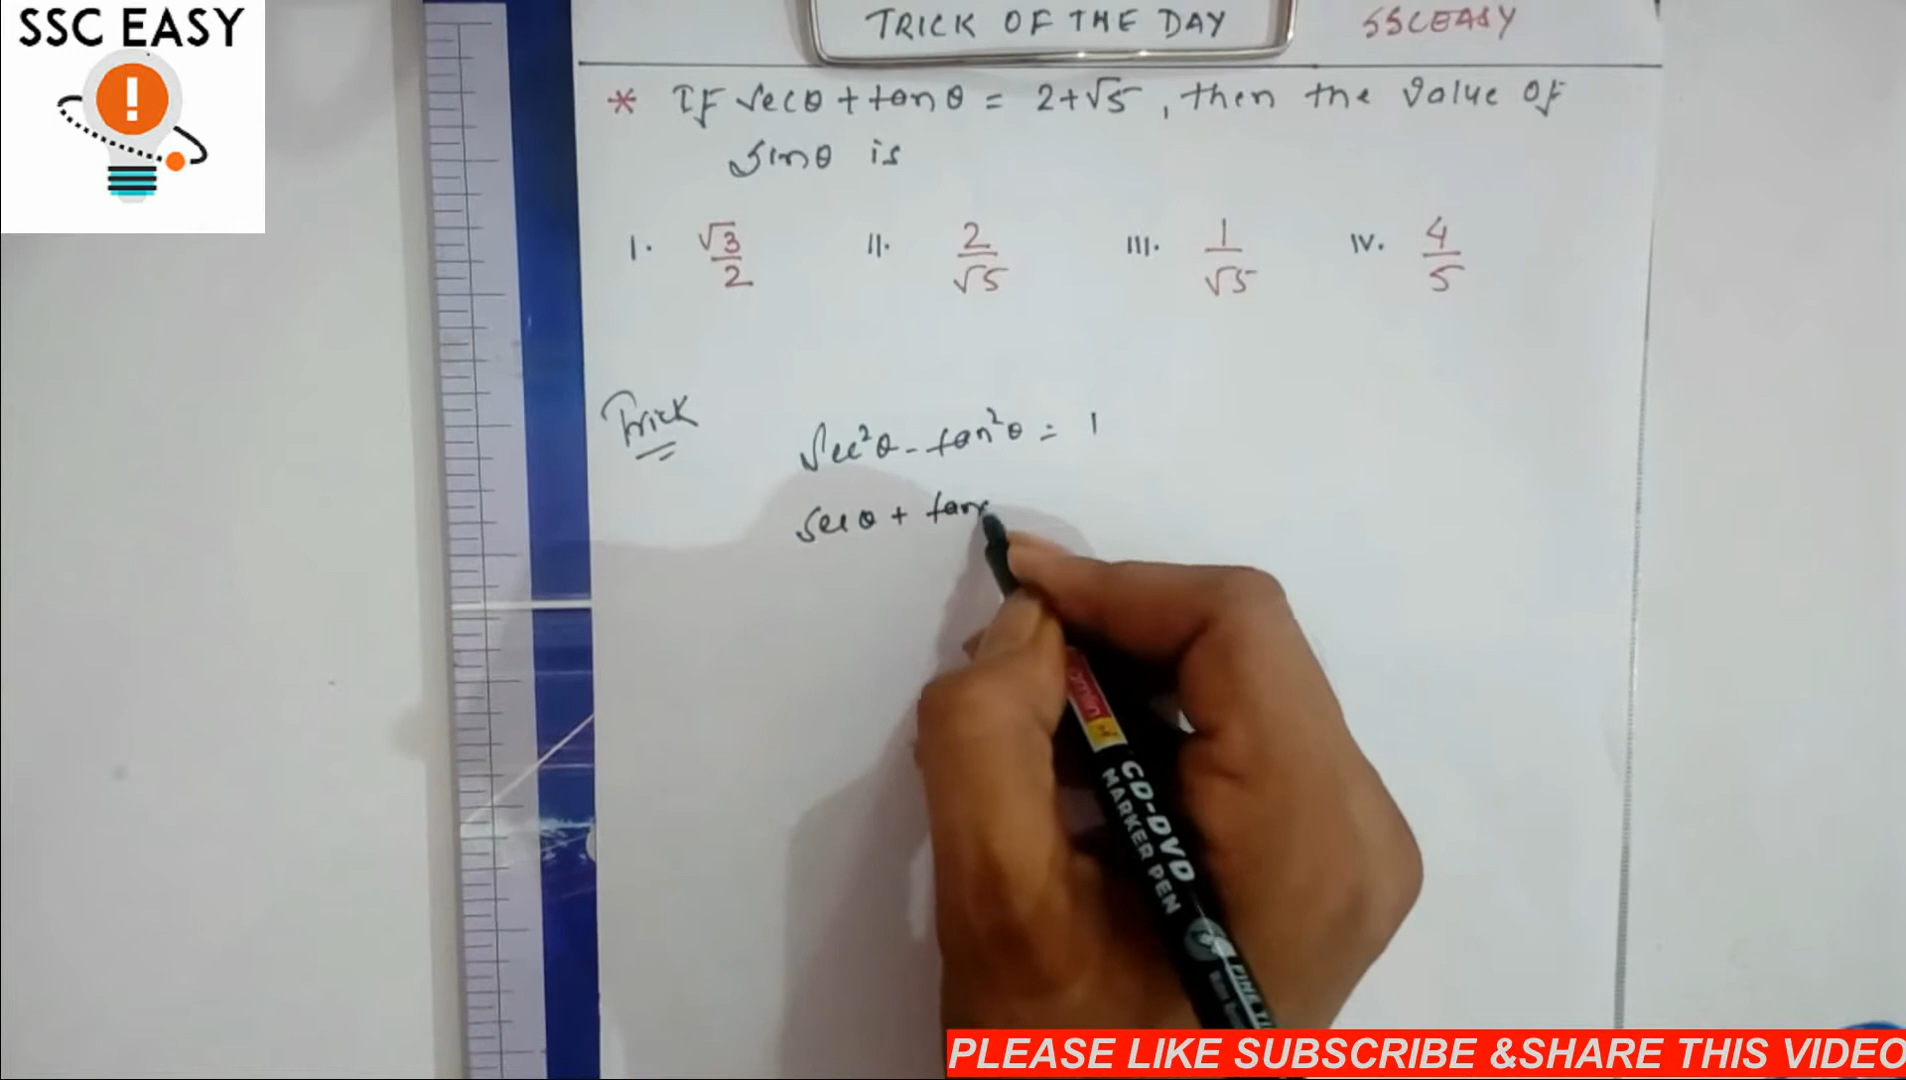 SSC EASY
TRICK OF THE DAY
SSCEASY
* IF secθ + tanθ = 2+√5, then the value of
sinθ is
I. √3/2 II. 2/√5 III. 1/√5 IV. 4/5
Trick
sec²θ - tan²θ = 1
secθ + tan
CD-DVD
MARKER PEN
PLEASE LIKE SUBSCRIBE &SHARE THIS VIDEO